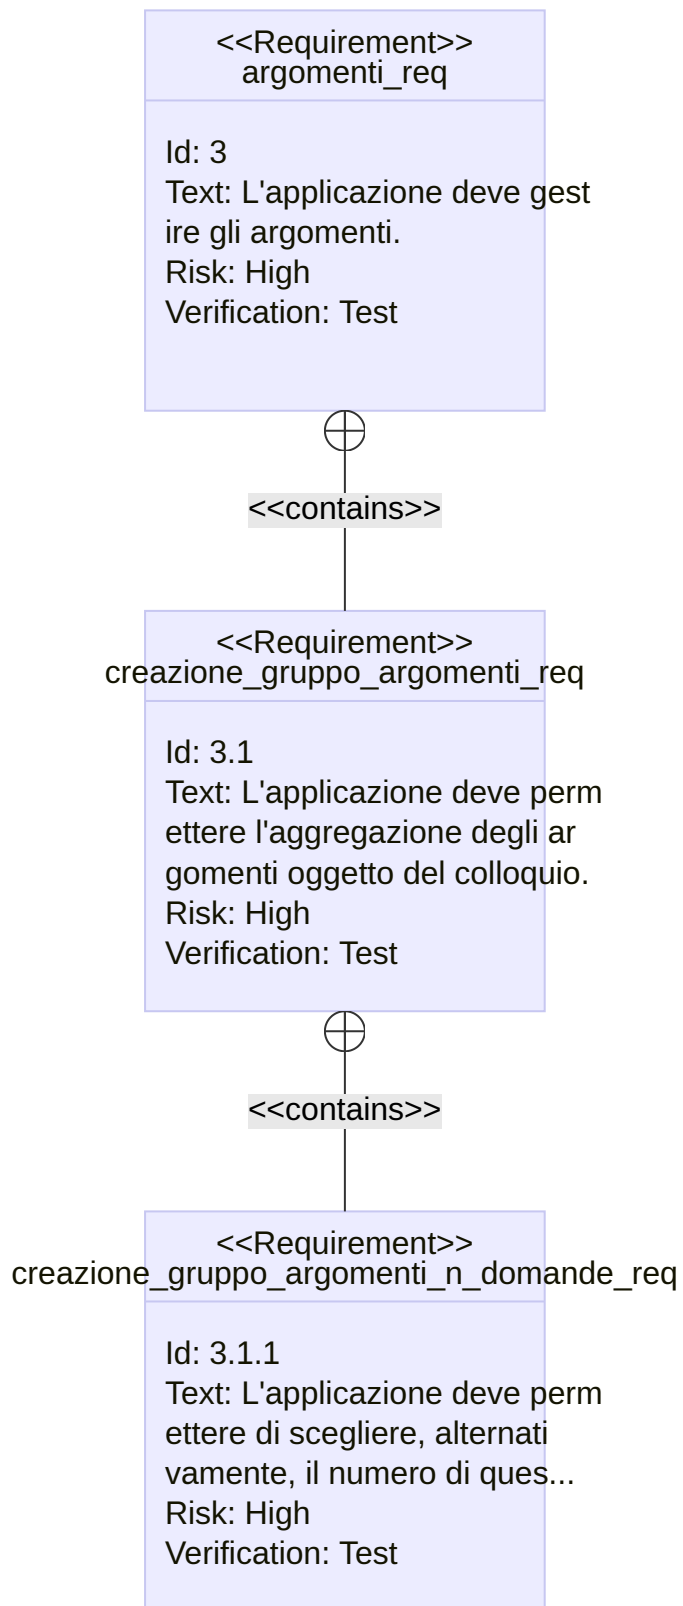 <<Requirement>>
argomenti_req
Id: 3
Text: L'applicazione deve gest
ire gli argomenti.
Risk: High
Verification: Test
<<contains>>
<<Requirement>>
creazione_gruppo_argomenti_req
Id: 3.1
Text: L'applicazione deve perm
ettere l'aggregazione degli ar
gomenti oggetto del colloquio.
Risk: High
Verification: Test
<<contains>>
<<Requirement>>
creazione_gruppo_argomenti_n_domande_req
Id: 3.1.1
Text: L'applicazione deve perm
ettere di scegliere, alternati
vamente, il numero di ques...
Risk: High
Verification: Test